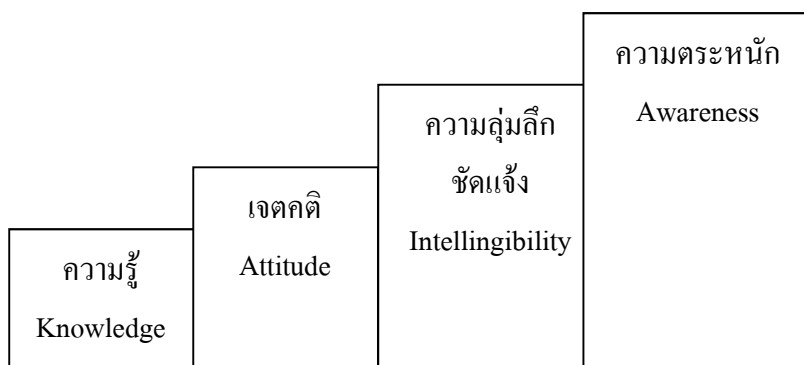 ความรู้
Knowledge
เจตคติ
Attitude
ความลุ่มลึก
ชัดแจ้ง
Intellingibility
ความตระหนัก
Awareness